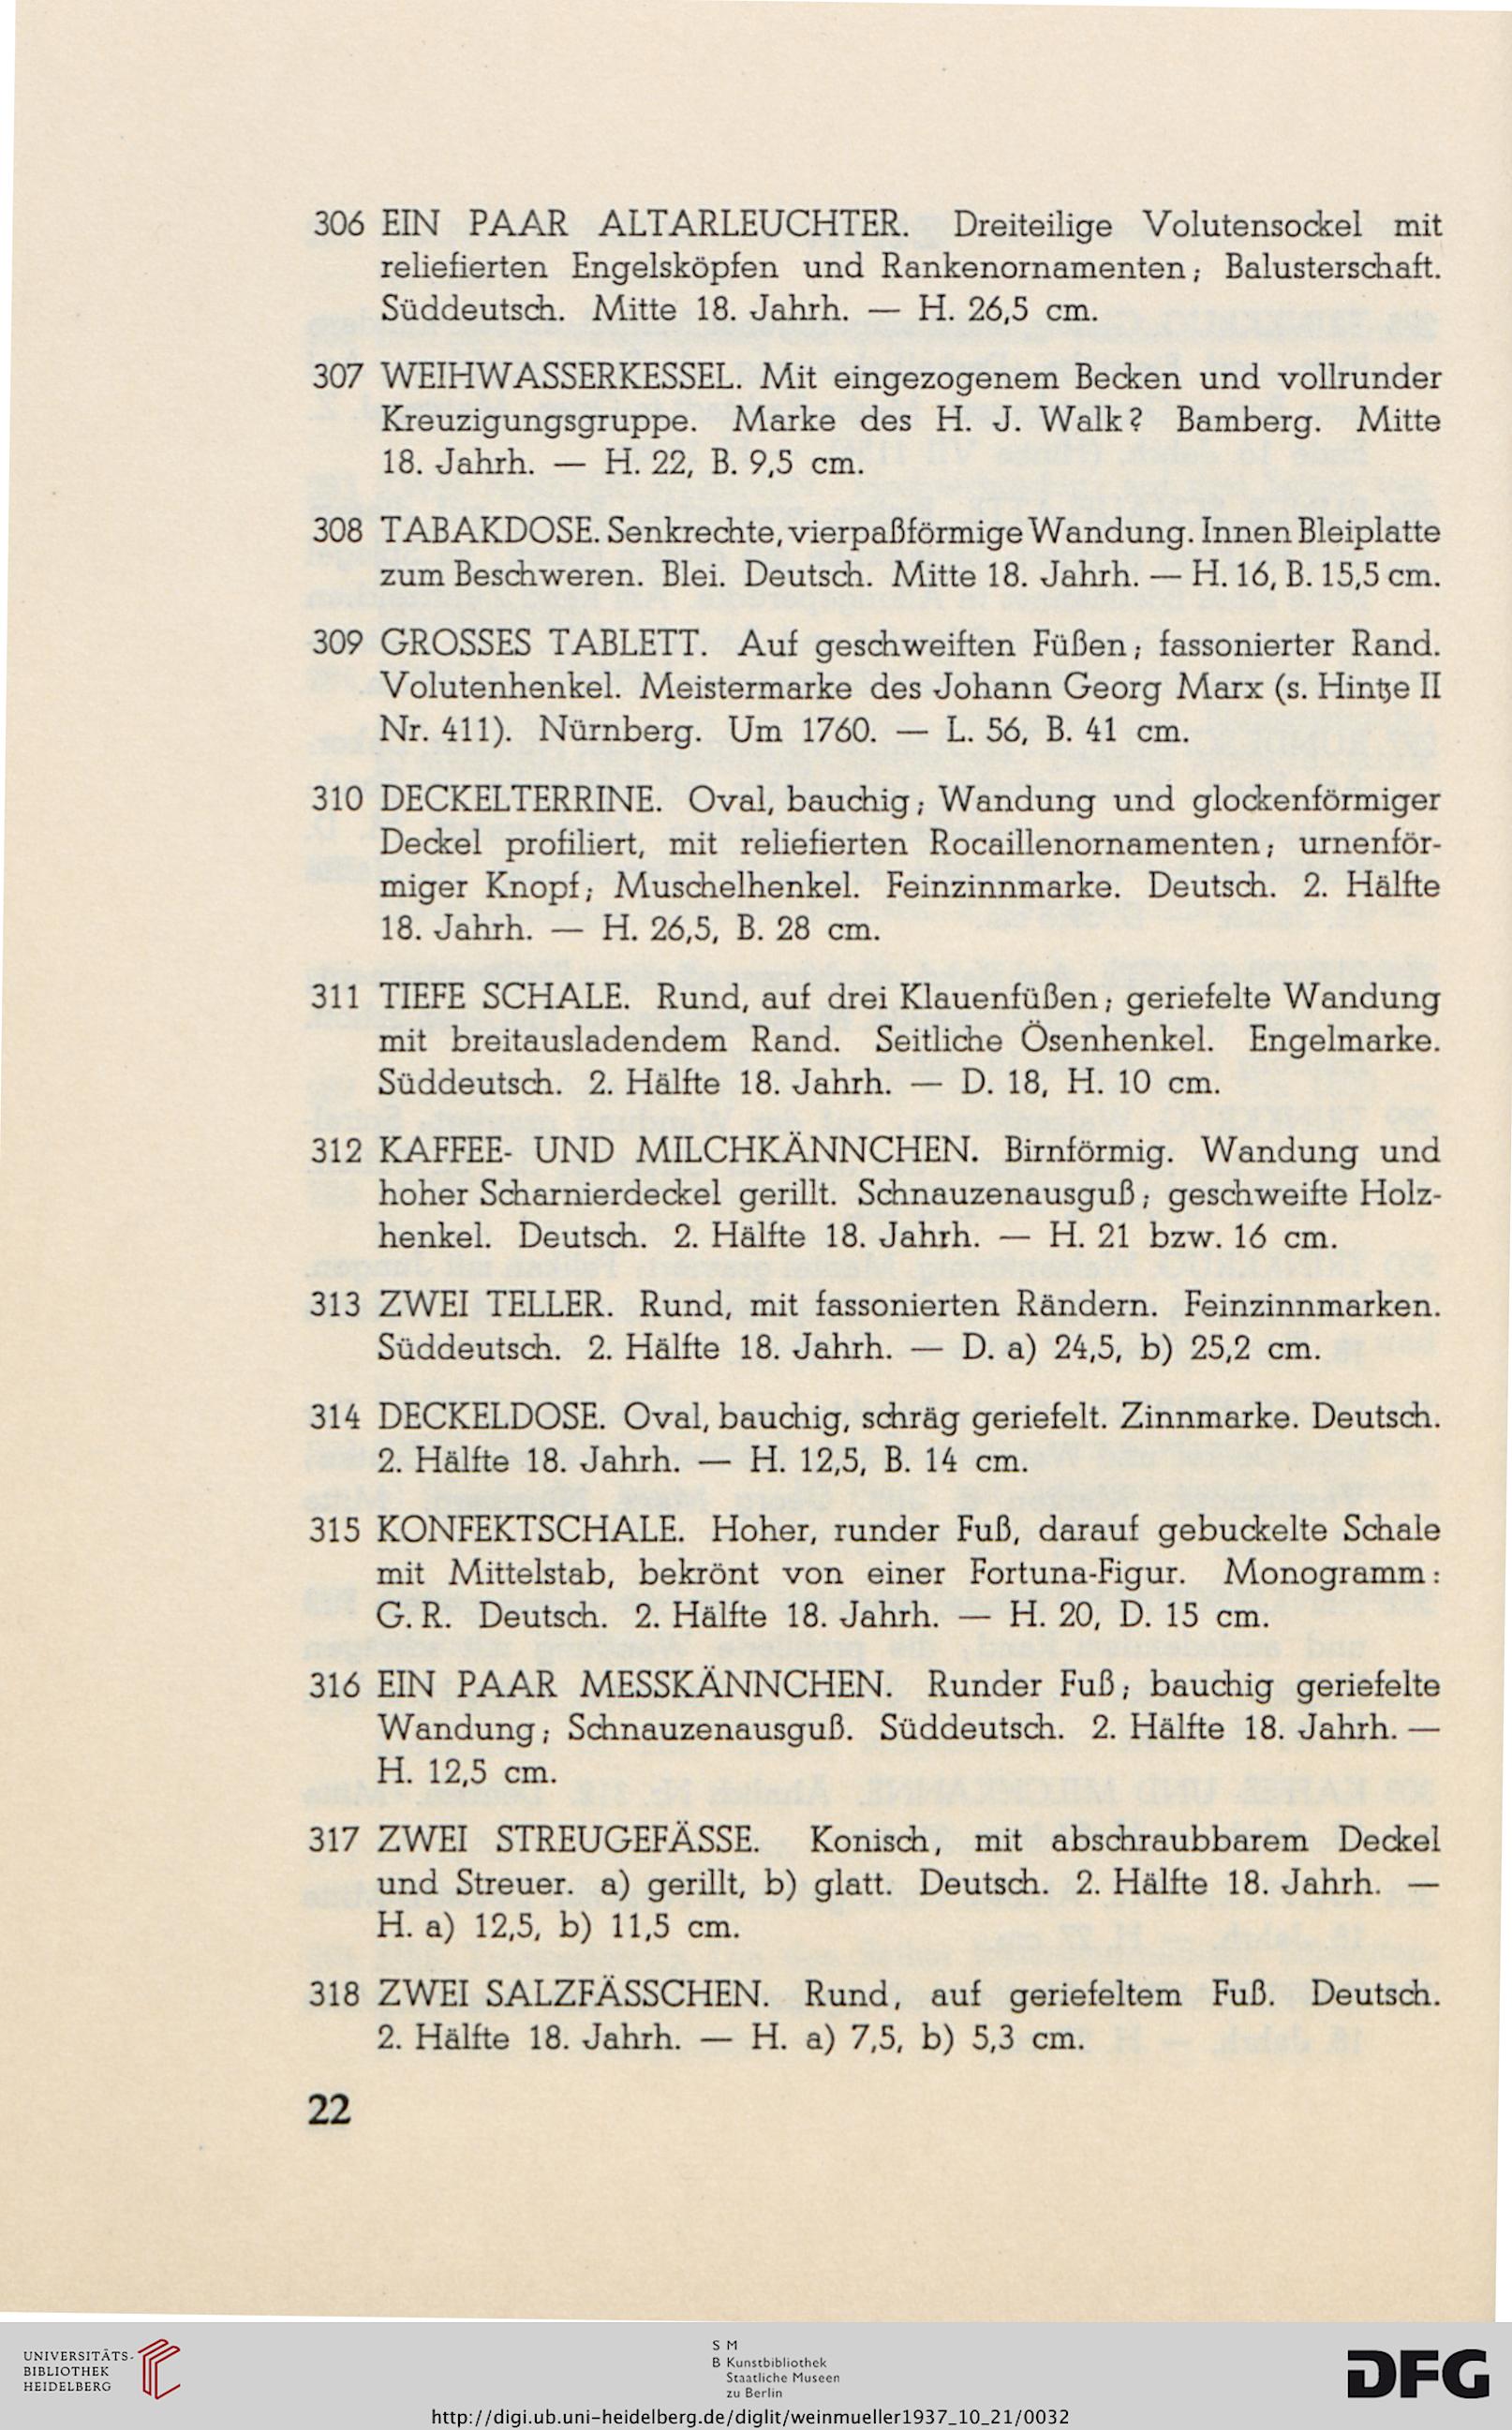 306 EIN PAAR ALTARLEUCHTER. Dreiteilige Volutensockel mit
reliefierten Engelsköpfen und Rankenornamenten; Balusterschaft.
Süddeutsch. Mitte 18. Jahrh. — H. 26,5 cm.
307 WEIHWASSERKESSEL. Mit eingezogenem Becken und vollrunder
Kreuzigungsgruppe. Marke des H. J. Walk? Bamberg. Mitte
18. Jahrh. — H. 22, B. 9,5 cm.
308 TABAKDOSE. Senkrechte, vierpaßförmige Wandung. Innen Bleiplatte
zum Beschweren. Blei. Deutsch. Mitte 18. Jahrh. — H. 16, B. 15,5 cm.
309 GROSSES TABLETT. Auf geschweiften Füßen; fassonierter Rand.
Volutenhenkel. Meistermarke des Johann Georg Marx (s. Hintze II
Nr. 411). Nürnberg. Um 1760. — L. 56, B. 41 cm.
310 DECKELTERRINE. Oval, bauchig; Wandung und glockenförmiger
Deckel profiliert, mit reliefierten Rocaillenornamenten; urnenför-
miger Knopf; Muschelhenkel. Feinzinnmarke. Deutsch. 2. Hälfte
18. Jahrh. — H. 26,5, B. 28 cm.
311 TIEFE SCHALE. Rund, auf drei Klauenfüßen; geriefelte Wandung
mit breitausladendem Rand. Seitliche Ösenhenkel. Engelmarke.
Süddeutsch. 2. Hälfte 18. Jahrh. — D. 18, H. 10 cm.
312 KAFFEE- UND MILCHKÄNNCHEN. Birnförmig. Wandung und
hoher Scharnierdeckel gerillt. Schnauzenausguß; geschweifte Holz-
henkel. Deutsch. 2. Hälfte 18. Jahrh. — H. 21 bzw. 16 cm.
313 ZWEI TELLER. Rund, mit fassonierten Rändern. Feinzinnmarken.
Süddeutsch. 2. Hälfte 18. Jahrh. — D. a) 24,5, b) 25,2 cm.
314 DECKELDOSE. Oval, bauchig, schräg geriefelt. Zinnmarke. Deutsch.
2. Hälfte 18. Jahrh. — H. 12,5, B. 14 cm.
315 KONFEKTSCHALE. Hoher, runder Fuß, darauf gebuckelte Schale
mit Mittelstab, bekrönt von einer Fortuna-Figur. Monogramm:
G. R. Deutsch. 2. Hälfte 18. Jahrh. — H. 20, D. 15 cm.
316 EIN PAAR MESSKÄNNCHEN. Runder Fuß; bauchig geriefelte
Wandung; Schnauzenausguß. Süddeutsch. 2. Hälfte 18. Jahrh. —
H. 12,5 cm.
317 ZWEI STREUGEFÄSSE. Konisch, mit abschraubbarem Deckel
und Streuer. a) gerillt, b) glatt. Deutsch. 2. Hälfte 18. Jahrh. —
H. a) 12,5, b) 11,5 cm.
318 ZWEI SALZFÄSSCHEN. Rund, auf geriefeltem Fuß. Deutsch.
2. Hälfte 18. Jahrh. — H. a) 7,5, b) 5,3 cm.
22
UNIVERSITÄTS-
BIBLIOTHEK
HEIDELBERG
S M
B Kunstbibliothek
Staatliche Museen
zu Berlin
DFG
http://digi.ub.uni-heidelberg.de/diglit/weinmueller1937_10_21/0032